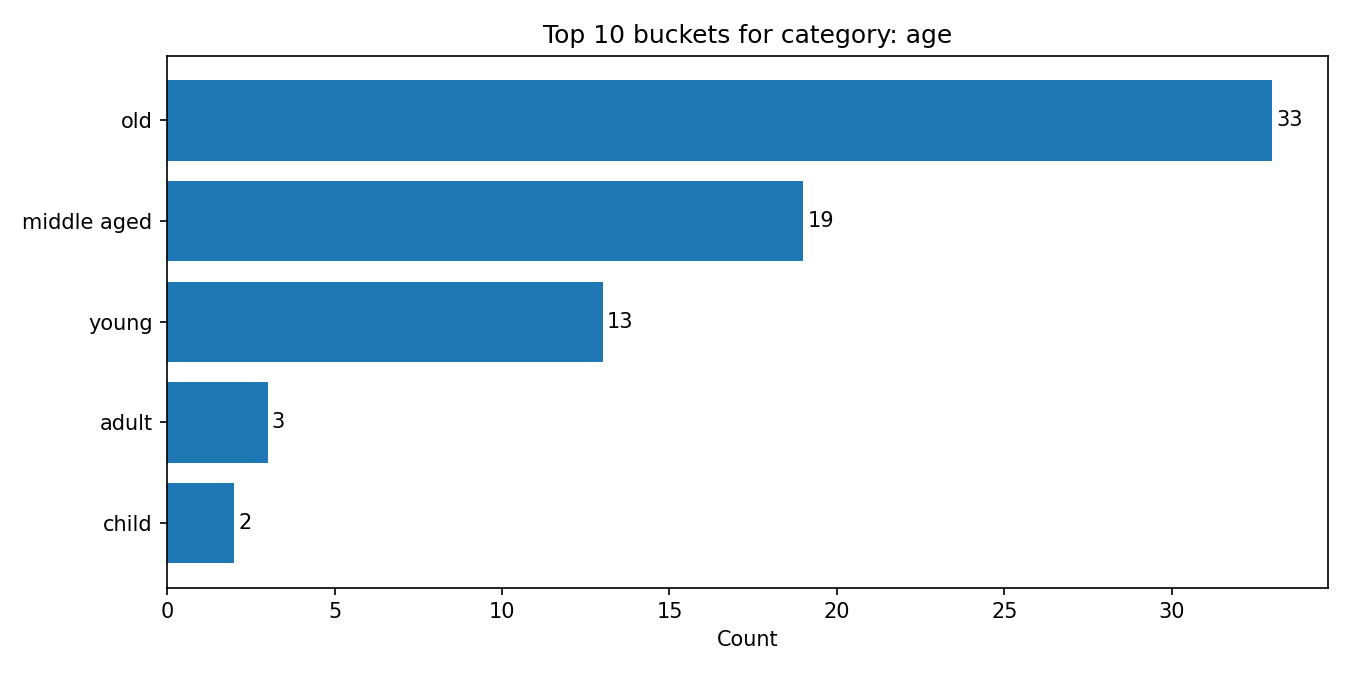 Top 10 buckets for category: age
old
33
middle aged
19
young
13
adult
3
child
2
0 5 10 15 20 25 30
Count